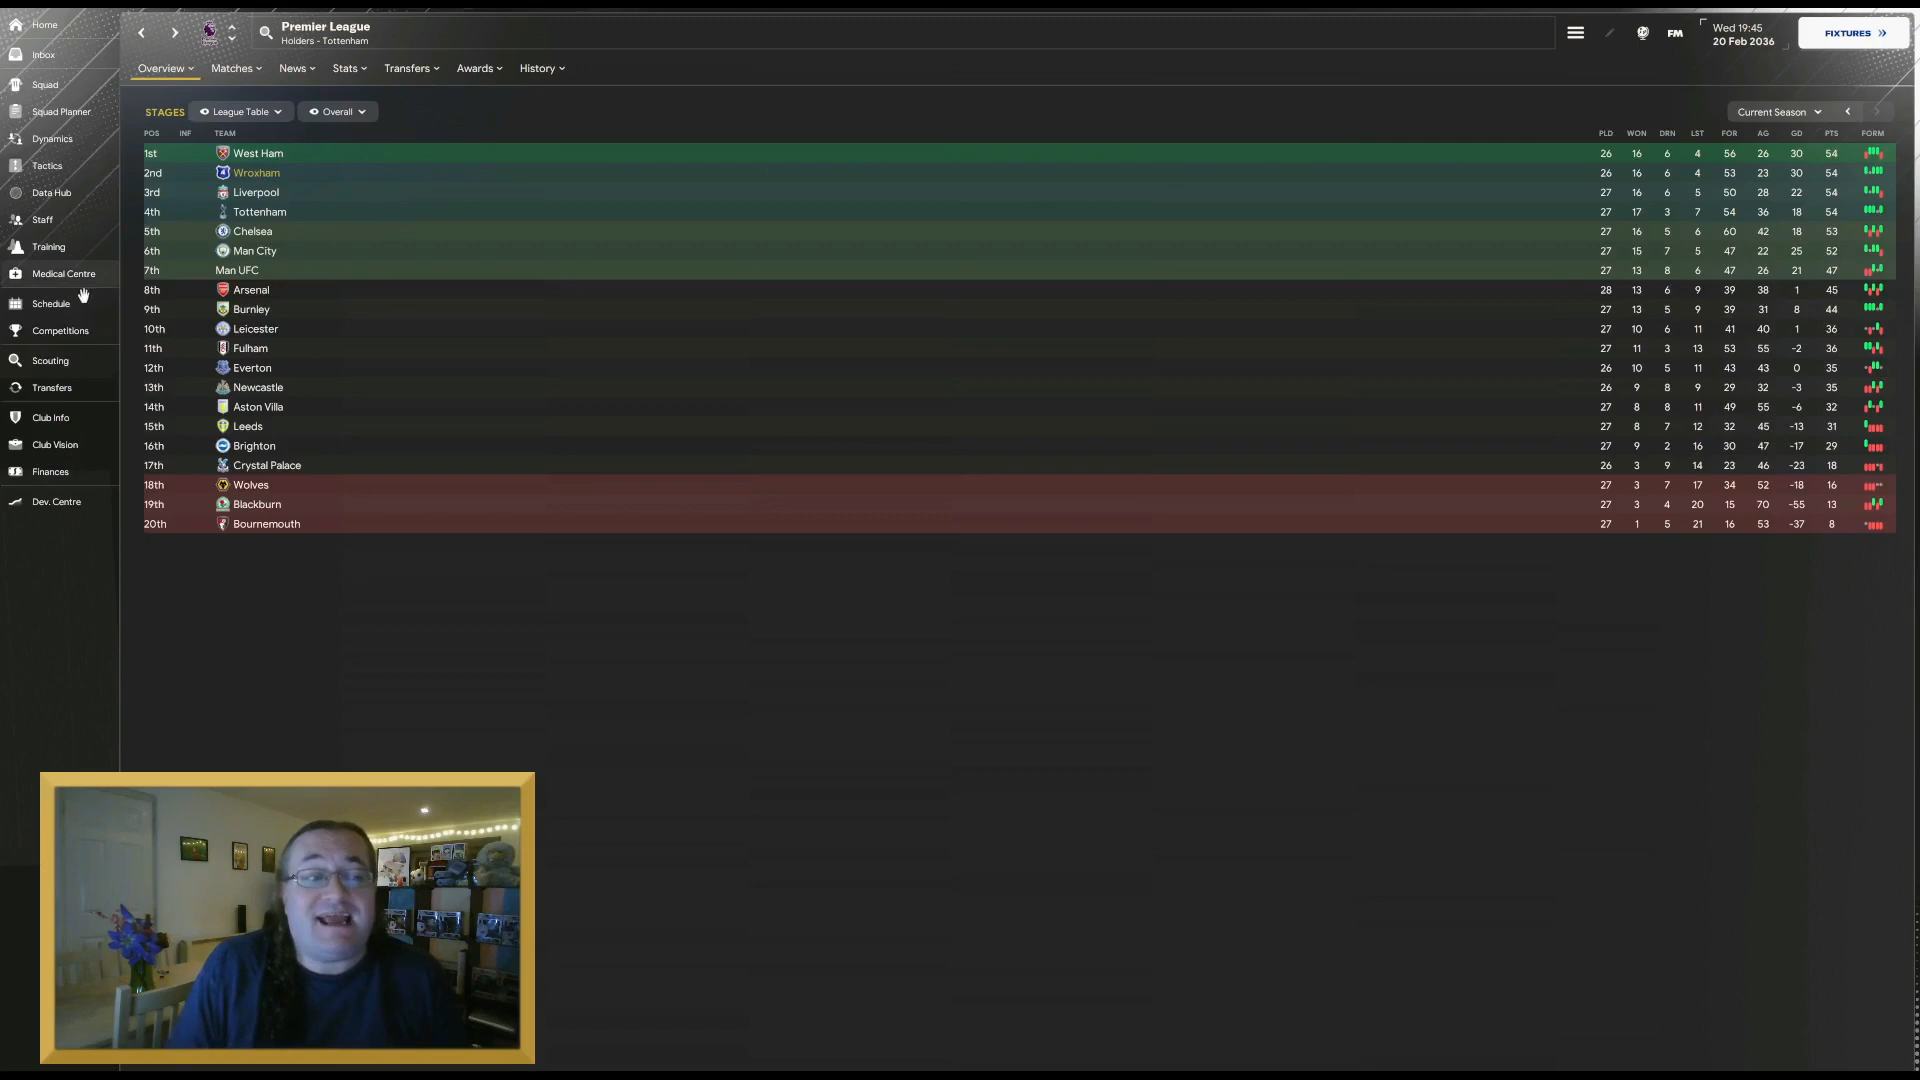 Home
Inbox
Squad
Squad Planner
Dynamics
Tactics
Data Hub
Staff
Training
Medical Centre
Schedule
Competitions
Scouting
Transfers
Club Info
Club Vision
Finances
Dev. Centre
Premier League
Holders - Tottenham
FM
Wed 19:45
20 Feb 2036
FIXTURES
Overview Matches News Stats Transfers Awards History
STAGES League Table Overall Current Season
POS INF TEAM PLD WON DRN LST FOR AG GD PTS FORM
1st West Ham 26 16 6 4 56 26 30 54
2nd Wroxham 26 16 6 4 53 23 30 54
3rd Liverpool 27 16 6 5 50 28 22 54
4th Tottenham 27 17 3 7 54 36 18 54
5th Chelsea 27 16 5 6 60 42 18 53
6th Man City 27 15 7 5 47 22 25 52
7th Man UFC 27 13 8 6 47 26 21 47
8th Arsenal 28 13 6 9 39 38 1 45
9th Burnley 27 13 5 9 39 31 8 44
10th Leicester 27 10 6 11 41 40 1 36
11th Fulham 27 11 3 13 53 55 -2 36
12th Everton 26 10 5 11 43 43 0 35
13th Newcastle 26 9 8 9 29 32 -3 35
14th Aston Villa 27 8 8 11 49 55 -6 32
15th Leeds 27 8 7 12 32 45 -13 31
16th Brighton 27 9 2 16 30 47 -17 29
17th Crystal Palace 26 3 9 14 23 46 -23 18
18th Wolves 27 3 7 17 34 52 -18 16
19th Blackburn 27 3 4 20 15 70 -55 13
20th Bournemouth 27 1 5 21 16 53 -37 8